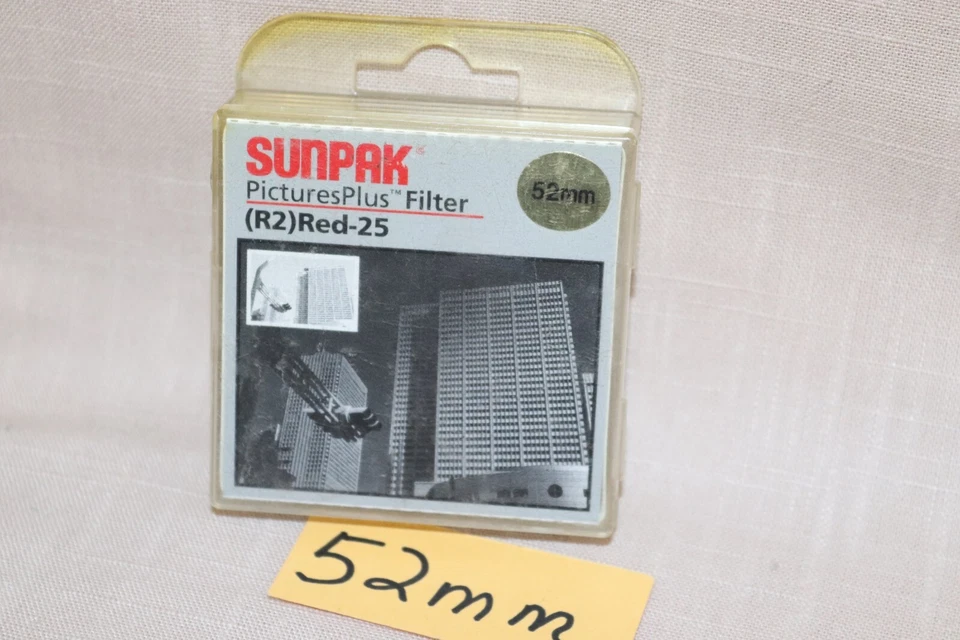 SUNPAK®
PicturesPlus™ Filter
(R2)Red-25
52mm
52mm